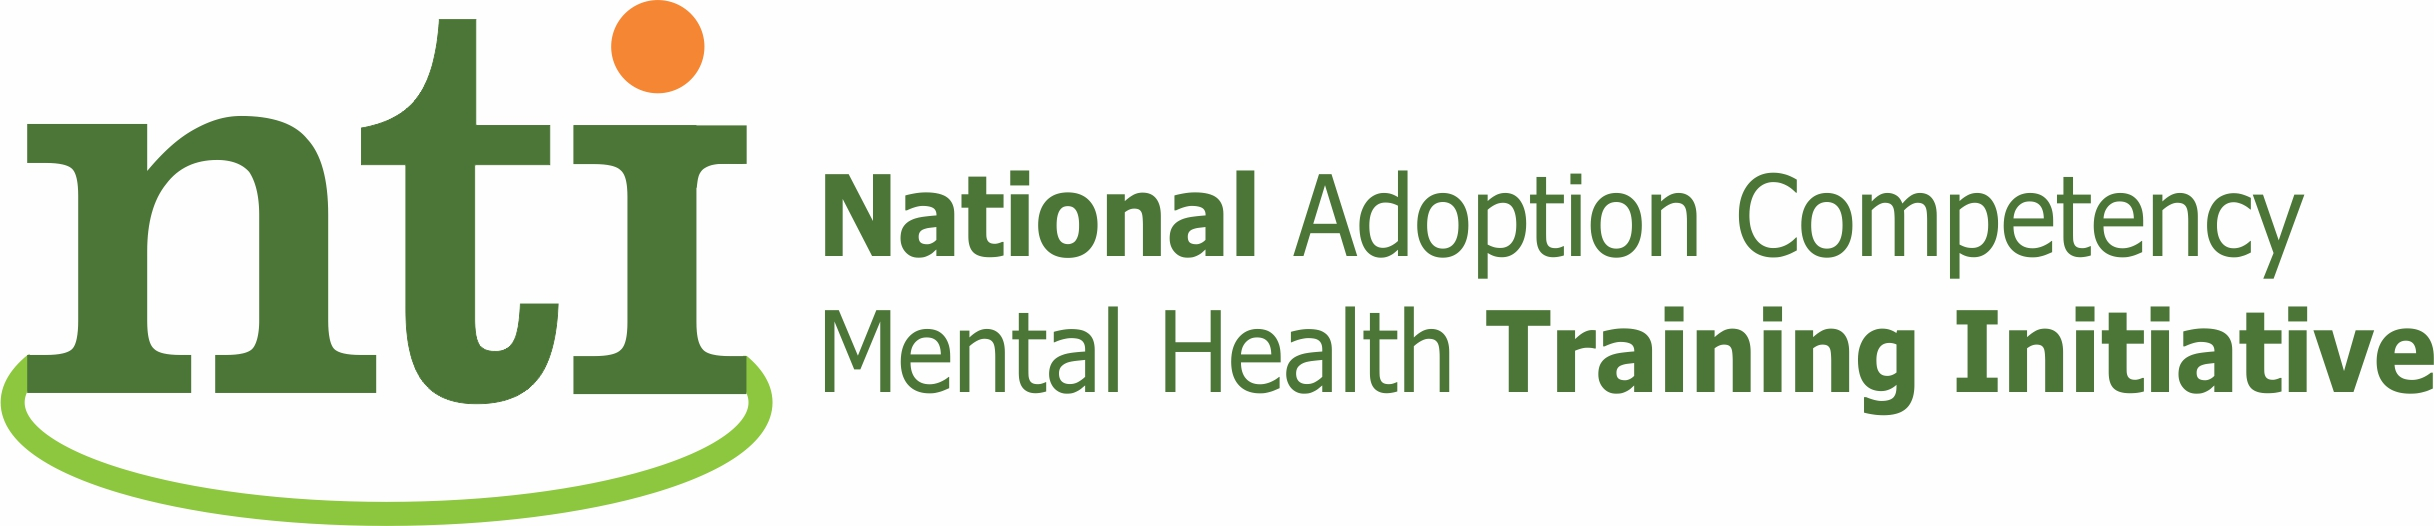 nti
National Adoption Competency
Mental Health Training Initiative